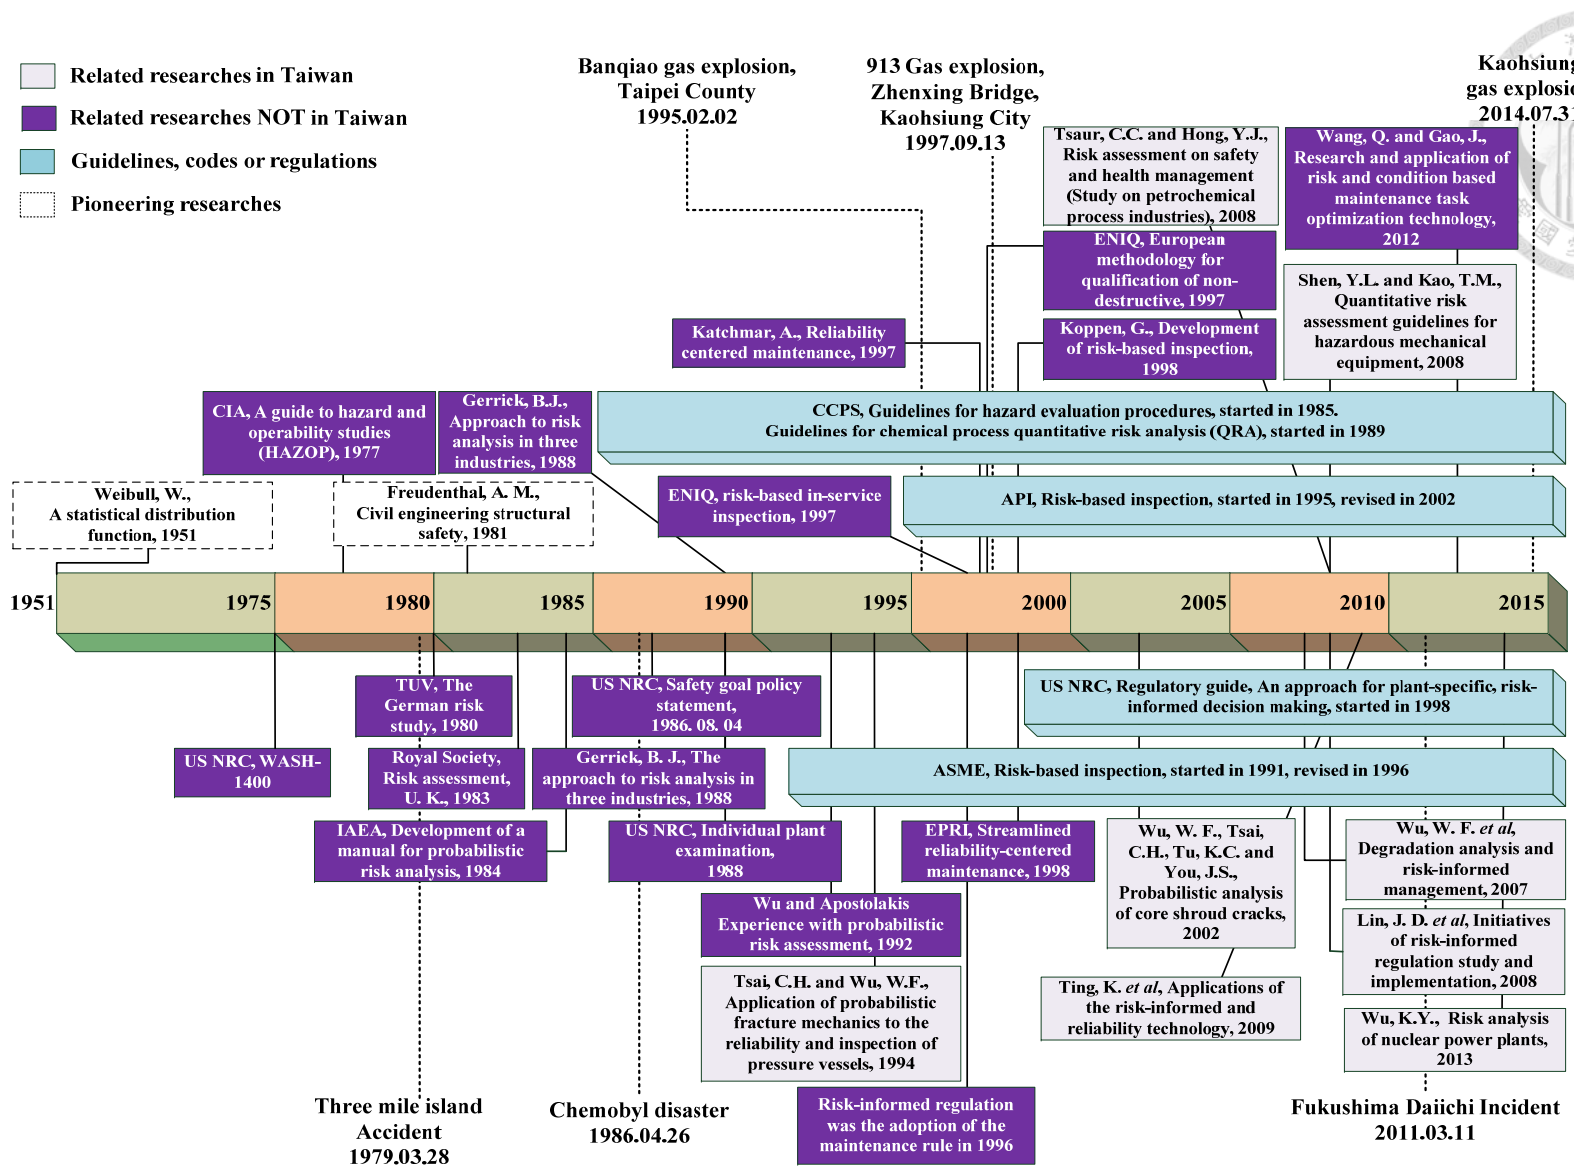 Related researches in Taiwan
Related researches NOT in Taiwan
Guidelines, codes or regulations
Pioneering researches
Banqiao gas explosion,
Taipei County
1995.02.02
913 Gas explosion,
Zhenxing Bridge,
Kaohsiung City
1997.09.13
Kaohsiung
gas explosio
2014.07.31
Tsaur, C.C. and Hong, Y.J.,
Risk assessment on safety
and health management
(Study on petrochemical
process industries), 2008
Wang, Q. and Gao, J.,
Research and application of
risk and condition based
maintenance task
optimization technology,
2012
ENIQ, European
methodology for
qualification of non-
destructive, 1997
Shen, Y.L. and Kao, T.M.,
Quantitative risk
assessment guidelines for
hazardous mechanical
equipment, 2008
Katchmar, A., Reliability
centered maintenance, 1997
Koppen, G., Development
of risk-based inspection,
1998
CIA, A guide to hazard and
operability studies
(HAZOP), 1977
Gerrick, B.J.,
Approach to risk
analysis in three
industries, 1988
CCPS, Guidelines for hazard evaluation procedures, started in 1985.
Guidelines for chemical process quantitative risk analysis (QRA), started in 1989
Weibull, W.,
A statistical distribution
function, 1951
Freudenthal, A. M.,
Civil engineering structural
safety, 1981
ENIQ, risk-based in-service
inspection, 1997
API, Risk-based inspection, started in 1995, revised in 2002
1951 1975 1980 1985 1990 1995 2000 2005 2010 2015
TUV, The
German risk
study, 1980
US NRC, Safety goal policy
statement,
1986. 08. 04
US NRC, Regulatory guide, An approach for plant-specific, risk-
informed decision making, started in 1998
US NRC, WASH-
1400
Royal Society,
Risk assessment,
U. K., 1983
Gerrick, B. J., The
approach to risk analysis in
three industries, 1988
ASME, Risk-based inspection, started in 1991, revised in 1996
IAEA, Development of a
manual for probabilistic
risk analysis, 1984
US NRC, Individual plant
examination,
1988
EPRI, Streamlined
reliability-centered
maintenance, 1998
Wu, W. F., Tsai,
C.H., Tu, K.C. and
You, J.S.,
Probabilistic analysis
of core shroud cracks,
2002
Wu, W. F. et al,
Degradation analysis and
risk-informed
management, 2007
Wu and Apostolakis
Experience with probabilistic
risk assessment, 1992
Lin, J. D. et al, Initiatives
of risk-informed
regulation study and
implementation, 2008
Tsai, C.H. and Wu, W.F.,
Application of probabilistic
fracture mechanics to the
reliability and inspection of
pressure vessels, 1994
Ting, K. et al, Applications of
the risk-informed and
reliability technology, 2009
Wu, K.Y., Risk analysis
of nuclear power plants,
2013
Three mile island
Accident
1979.03.28
Chemobyl disaster
1986.04.26
Risk-informed regulation
was the adoption of the
maintenance rule in 1996
Fukushima Daiichi Incident
2011.03.11